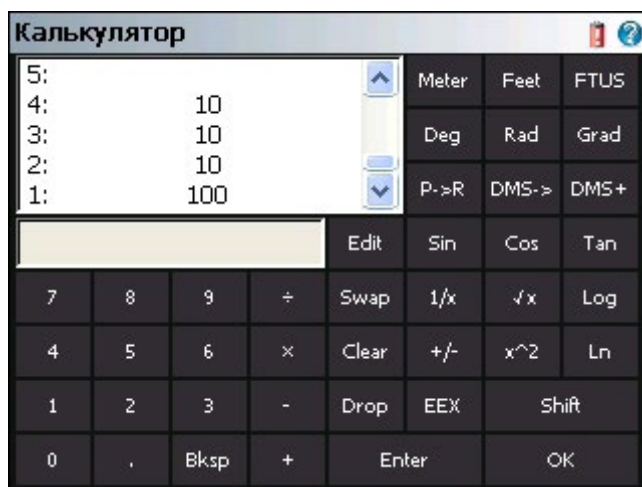 Калькулятор
5:
4: 10
3: 10
2: 10
1: 100
Meter Feet FTUS
Deg Rad Grad
P->R DMS-> DMS+
Edit Sin Cos Tan
7 8 9 ÷ Swap 1/x √x Log
4 5 6 × Clear +/- x^2 Ln
1 2 3 - Drop EEX Shift
0 . Bksp + Enter OK